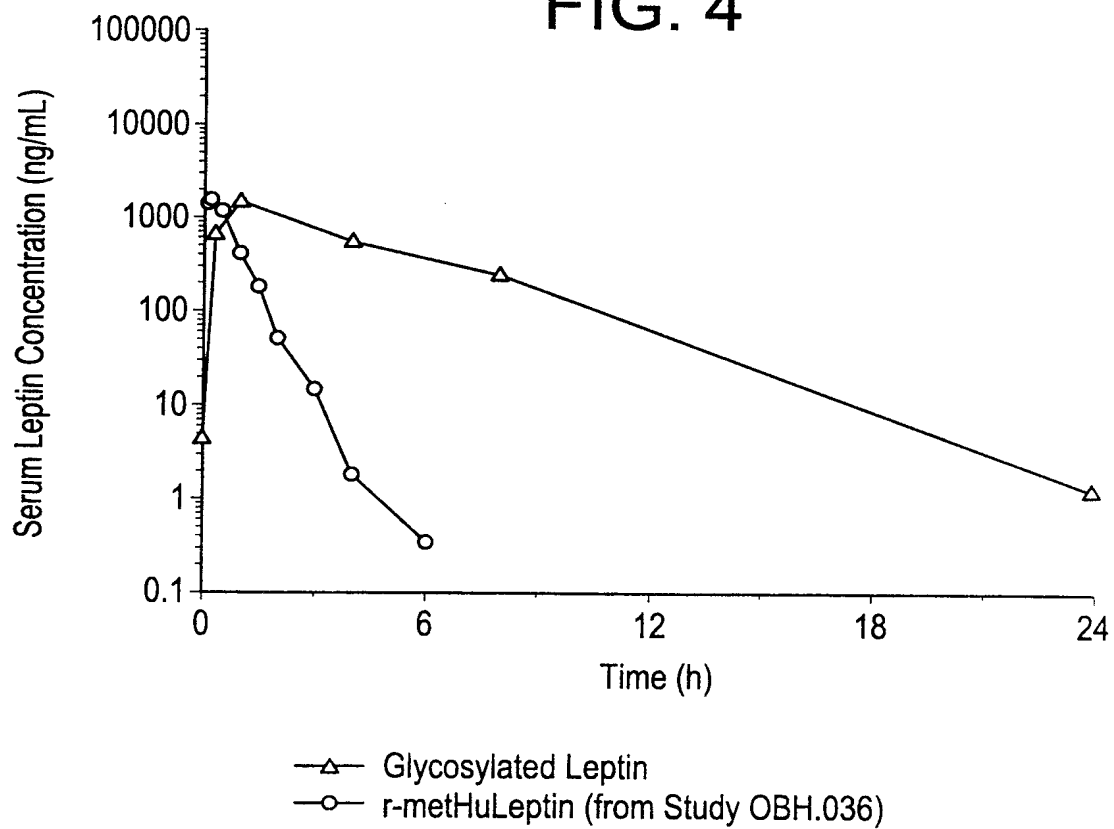 FIG. 4
100000
10000
1000
100
10
1
0.1
Serum Leptin Concentration (ng/mL)
0
6
12
18
24
Time (h)
Glycosylated Leptin
r-metHuLeptin (from Study OBH.036)